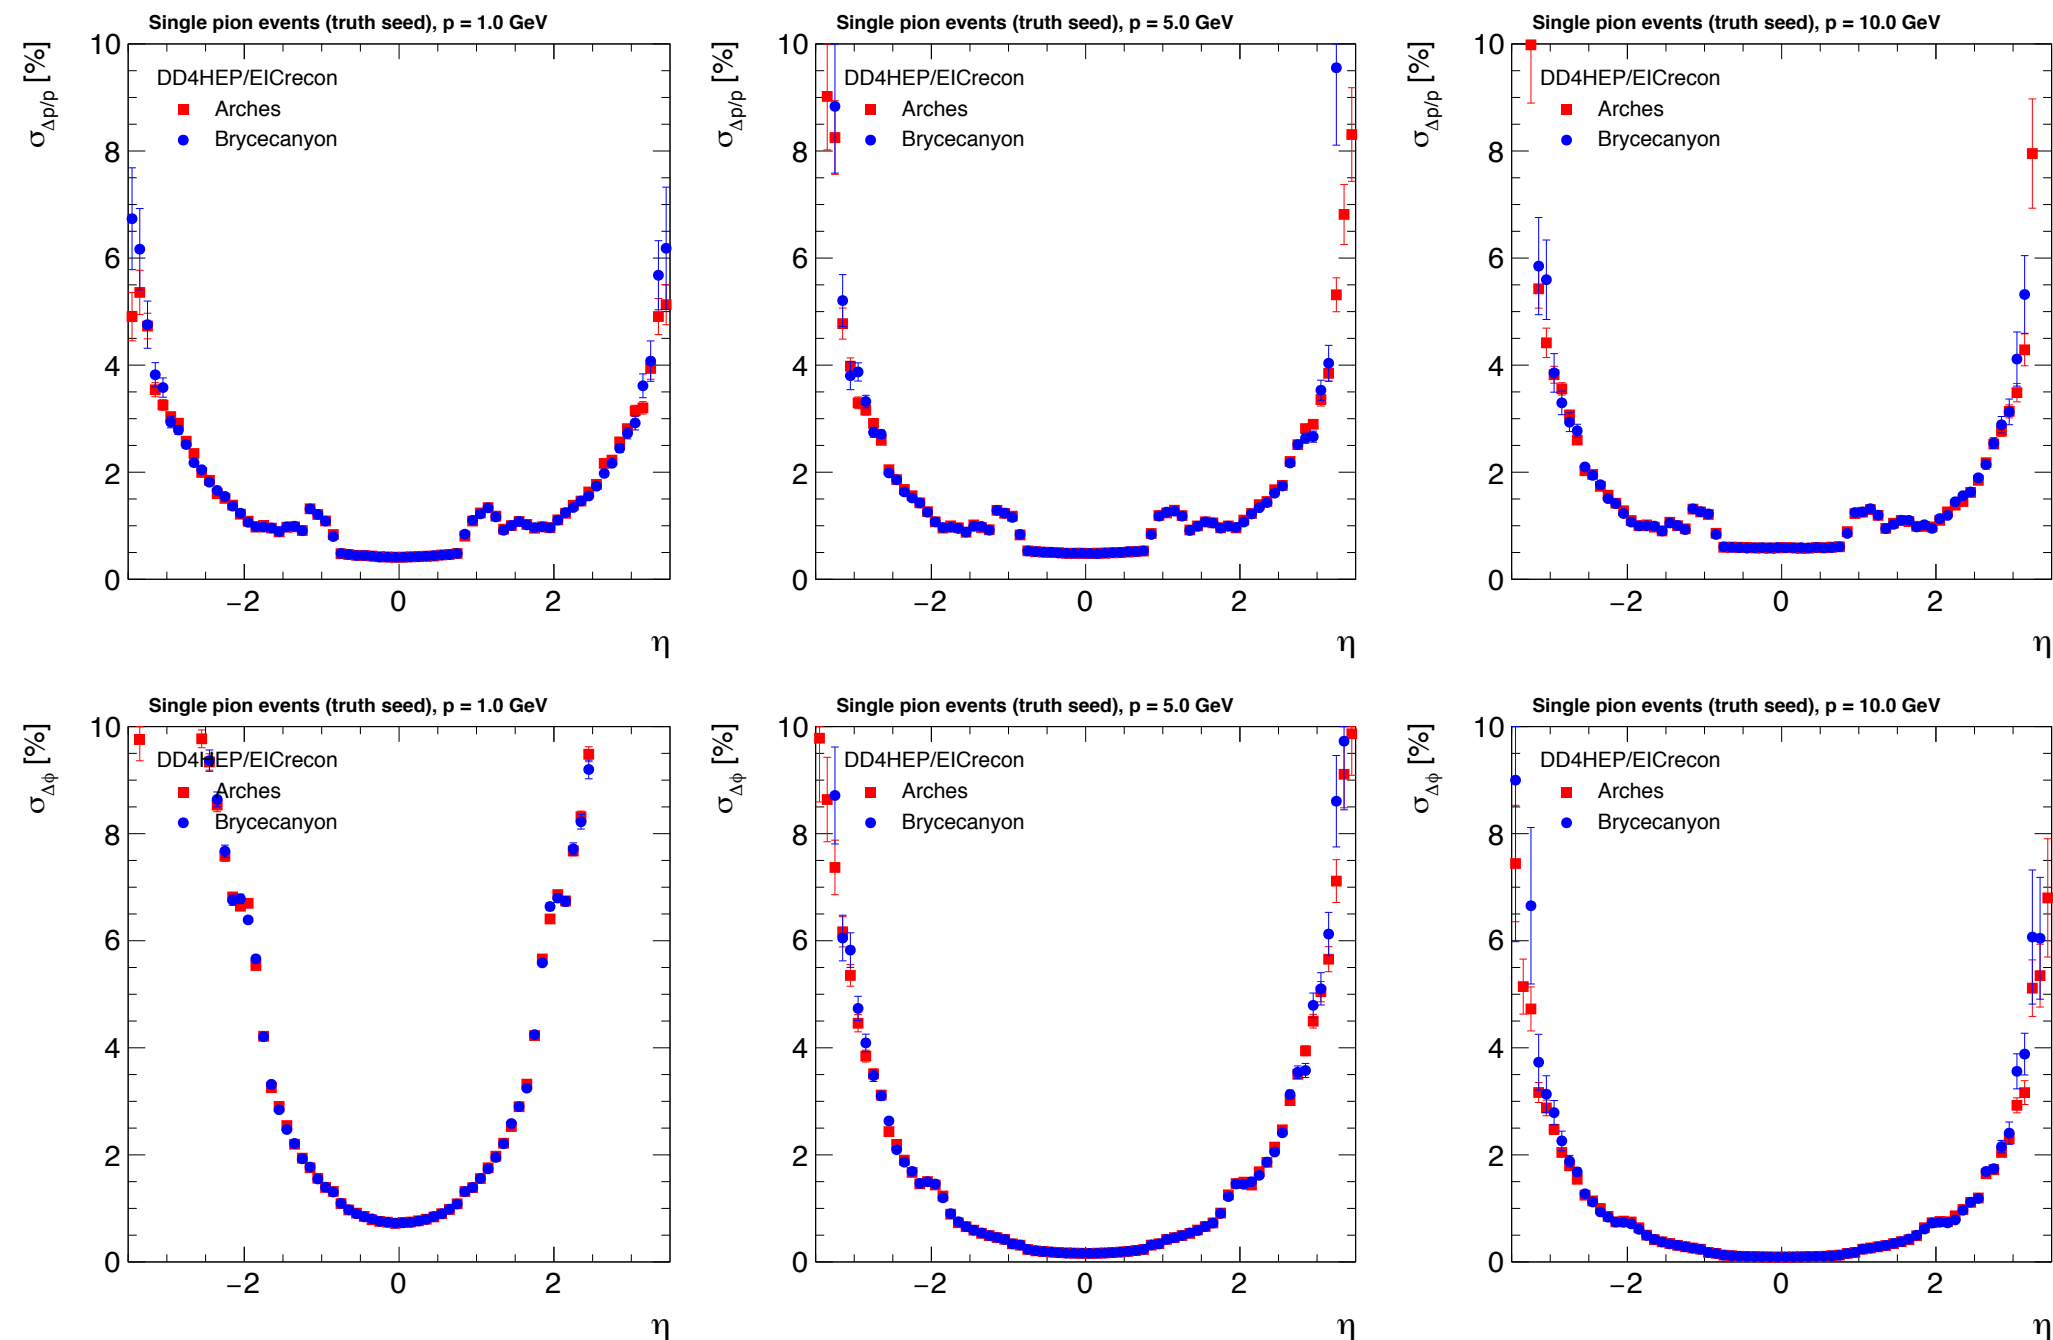 Single pion events (truth seed), p = 1.0 GeV
σΔp/p [%]
DD4HEP/EICrecon
Arches
Brycecanyon
10
8
6
4
2
0
−2 0 2
η
Single pion events (truth seed), p = 5.0 GeV
σΔp/p [%]
DD4HEP/EICrecon
Arches
Brycecanyon
10
8
6
4
2
0
−2 0 2
η
Single pion events (truth seed), p = 10.0 GeV
σΔp/p [%]
DD4HEP/EICrecon
Arches
Brycecanyon
10
8
6
4
2
0
−2 0 2
η
Single pion events (truth seed), p = 1.0 GeV
σΔϕ [%]
DD4HEP/EICrecon
Arches
Brycecanyon
10
8
6
4
2
0
−2 0 2
η
Single pion events (truth seed), p = 5.0 GeV
σΔϕ [%]
DD4HEP/EICrecon
Arches
Brycecanyon
10
8
6
4
2
0
−2 0 2
η
Single pion events (truth seed), p = 10.0 GeV
σΔϕ [%]
DD4HEP/EICrecon
Arches
Brycecanyon
10
8
6
4
2
0
−2 0 2
η